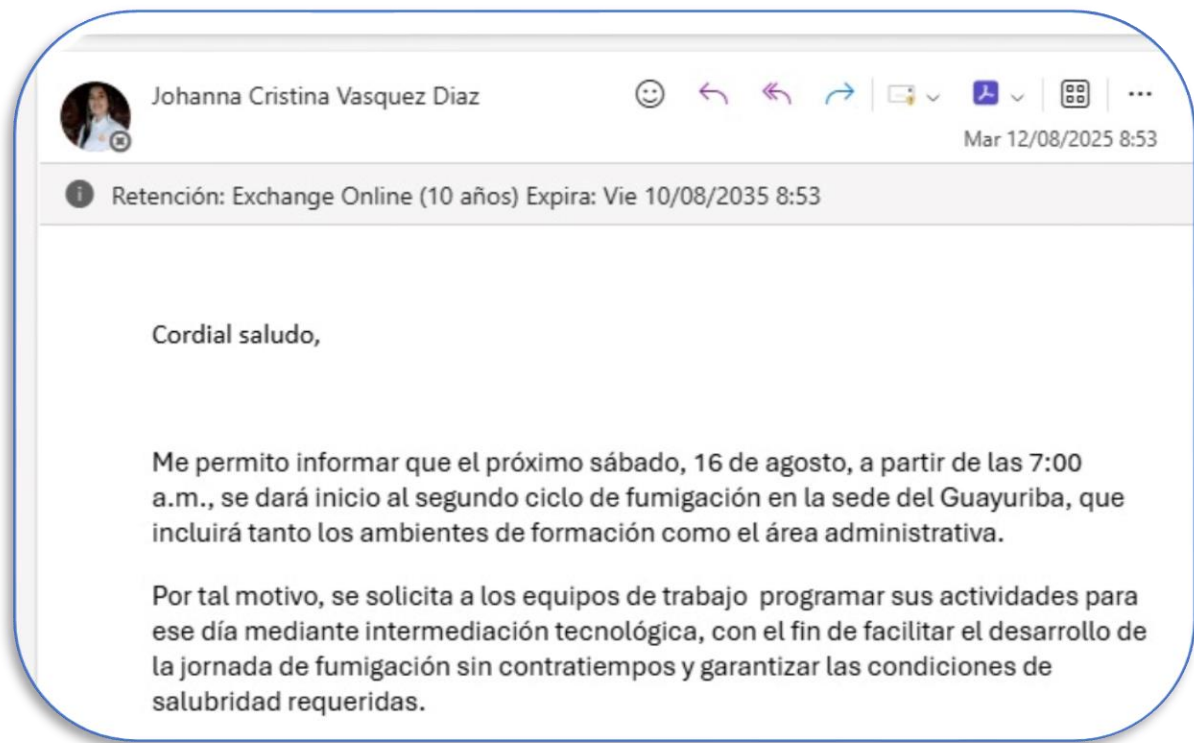 Johanna Cristina Vasquez Diaz
Mar 12/08/2025 8:53
Retención: Exchange Online (10 años) Expira: Vie 10/08/2035 8:53
Cordial saludo,
Me permito informar que el próximo sábado, 16 de agosto, a partir de las 7:00
a.m., se dará inicio al segundo ciclo de fumigación en la sede del Guayuriba, que
incluirá tanto los ambientes de formación como el área administrativa.
Por tal motivo, se solicita a los equipos de trabajo  programar sus actividades para
ese día mediante intermediación tecnológica, con el fin de facilitar el desarrollo de
la jornada de fumigación sin contratiempos y garantizar las condiciones de
salubridad requeridas.